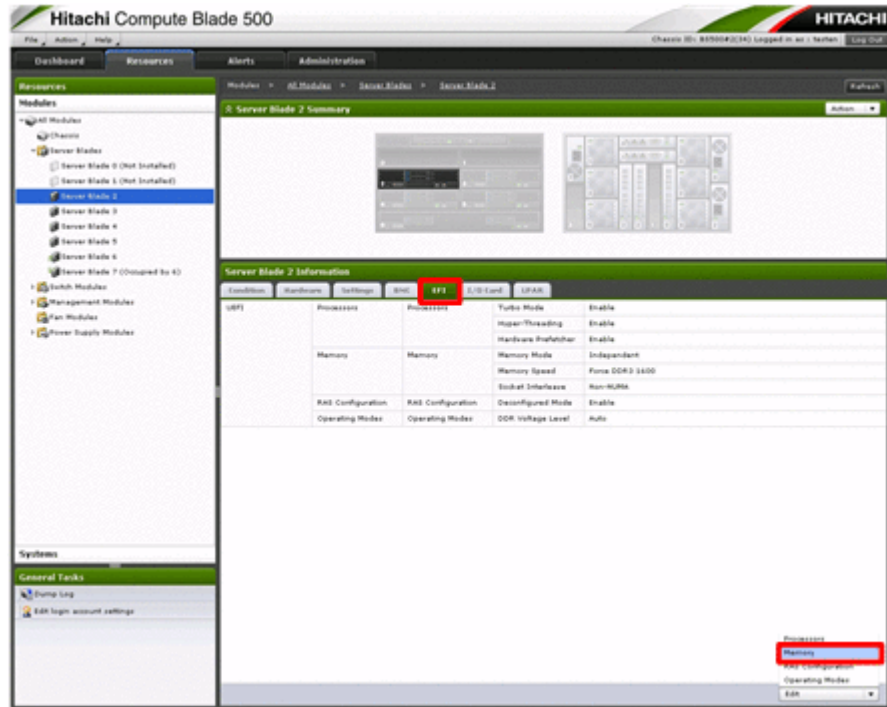 Hitachi Compute Blade 500
HITACHI
File Action Help
Logged in as : Log Out
Dashboard Resources Alerts Administration
Resources
Modules > All Modules > Server Blades > Server Blade 2
Refresh
Modules
Server Blade 2 Summary
Action
All Modules
Chassis
Server Blades
Server Blade 0 (Not Installed)
Server Blade 1 (Not Installed)
Server Blade 2
Server Blade 3
Server Blade 4
Server Blade 5
Server Blade 6
Server Blade 7 (Occupied by 6)
Switch Modules
Management Modules
Fan Modules
Power Supply Modules
Server Blade 2 Information
Condition Hardware Settings BMC EFI I/O Card LPAR
UEFI Processors Processors Turbo Mode Enable
Hyper-Threading Enable
Hardware Prefetcher Enable
Memory Memory Memory Mode Independent
Memory Speed Force DDR3 1600
Socket Interleave Non-NUMA
RAS Configuration RAS Configuration Deconfigured Mode Enable
Operating Modes Operating Modes DDR Voltage Level Auto
Systems
General Tasks
Dump Log
Edit login account settings
Processors
Memory
RAS Configuration
Operating Modes
Edit